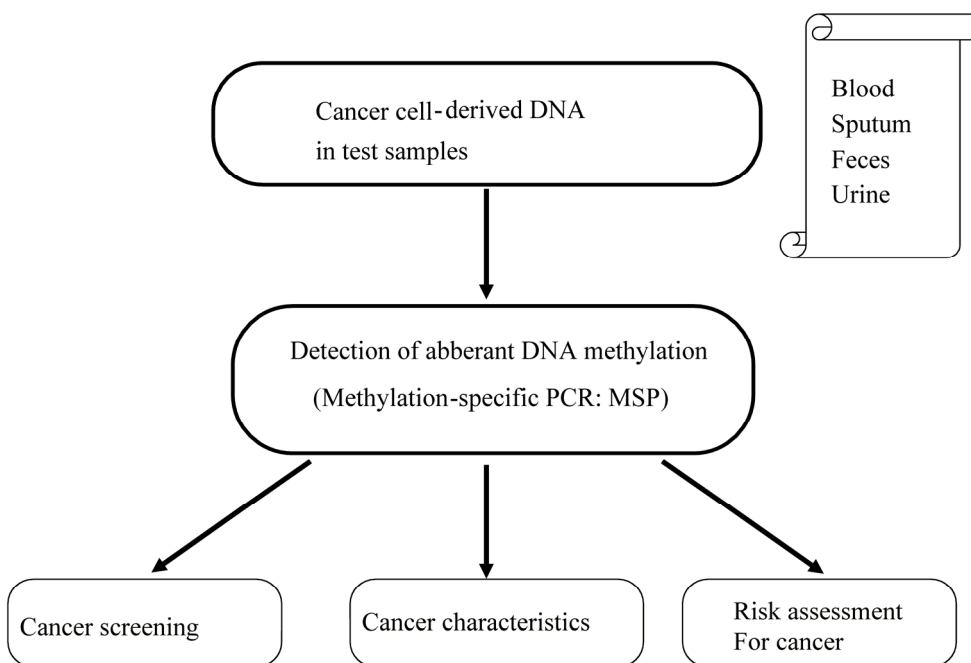 Cancer cell-derived DNA
in test samples
Blood
Sputum
Feces
Urine
Detection of abberant DNA methylation
(Methylation-specific PCR: MSP)
Cancer screening
Cancer characteristics
Risk assessment
For cancer